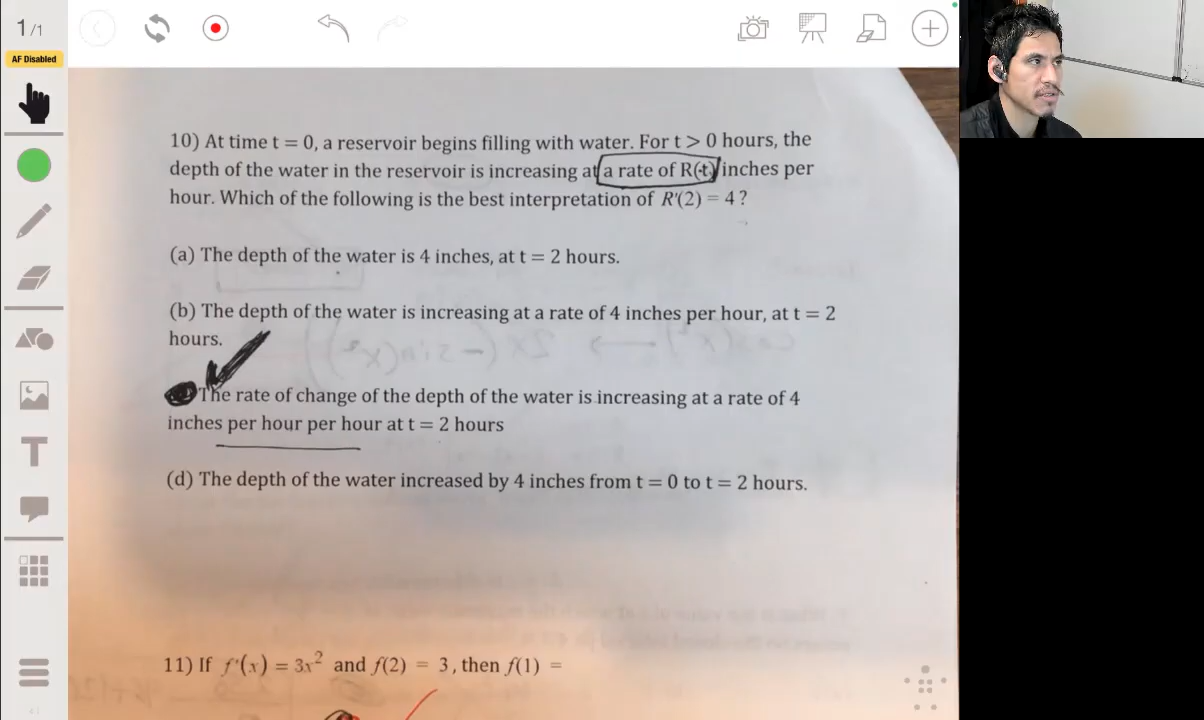 1/1
AF Disabled
10) At time t = 0, a reservoir begins filling with water. For t > 0 hours, the
depth of the water in the reservoir is increasing at a rate of R(t) inches per
hour. Which of the following is the best interpretation of R'(2) = 4?
(a) The depth of the water is 4 inches, at t = 2 hours.
(b) The depth of the water is increasing at a rate of 4 inches per hour, at t = 2
hours.
The rate of change of the depth of the water is increasing at a rate of 4
inches per hour per hour at t = 2 hours
(d) The depth of the water increased by 4 inches from t = 0 to t = 2 hours.
11) If f'(x) = 3x² and f(2) = 3, then f(1) =
T